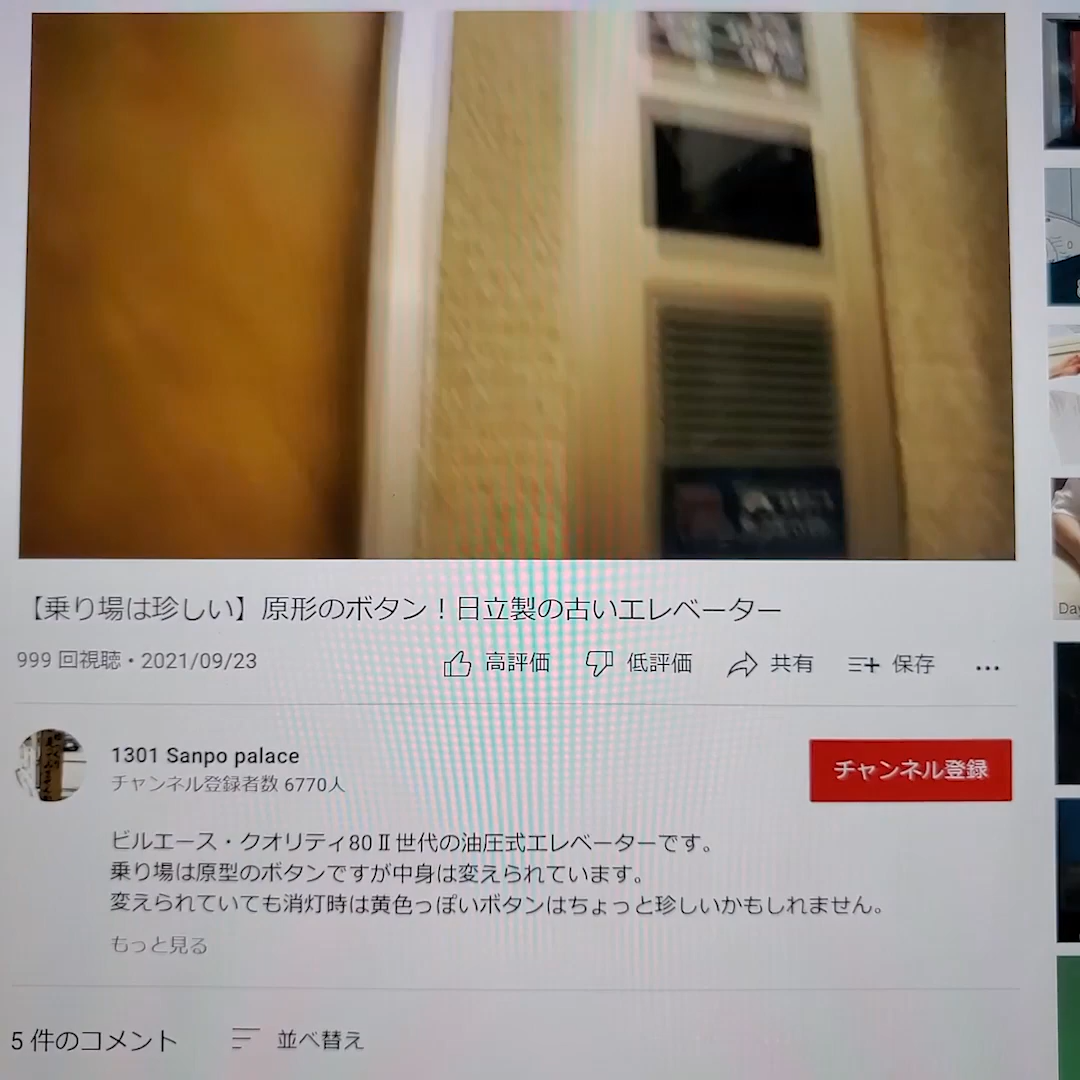 【乗り場は珍しい】原形のボタン！日立製の古いエレベーター
999 回視聴・2021/09/23
高評価
低評価
共有
保存
1301 Sanpo palace
チャンネル登録者数 6770人
チャンネル登録
ビルエース・クオリティ80Ⅱ世代の油圧式エレベーターです。
乗り場は原型のボタンですが中身は変えられています。
変えられていても消灯時は黄色っぽいボタンはちょっと珍しいかもしれません。
もっと見る
5 件のコメント
並べ替え